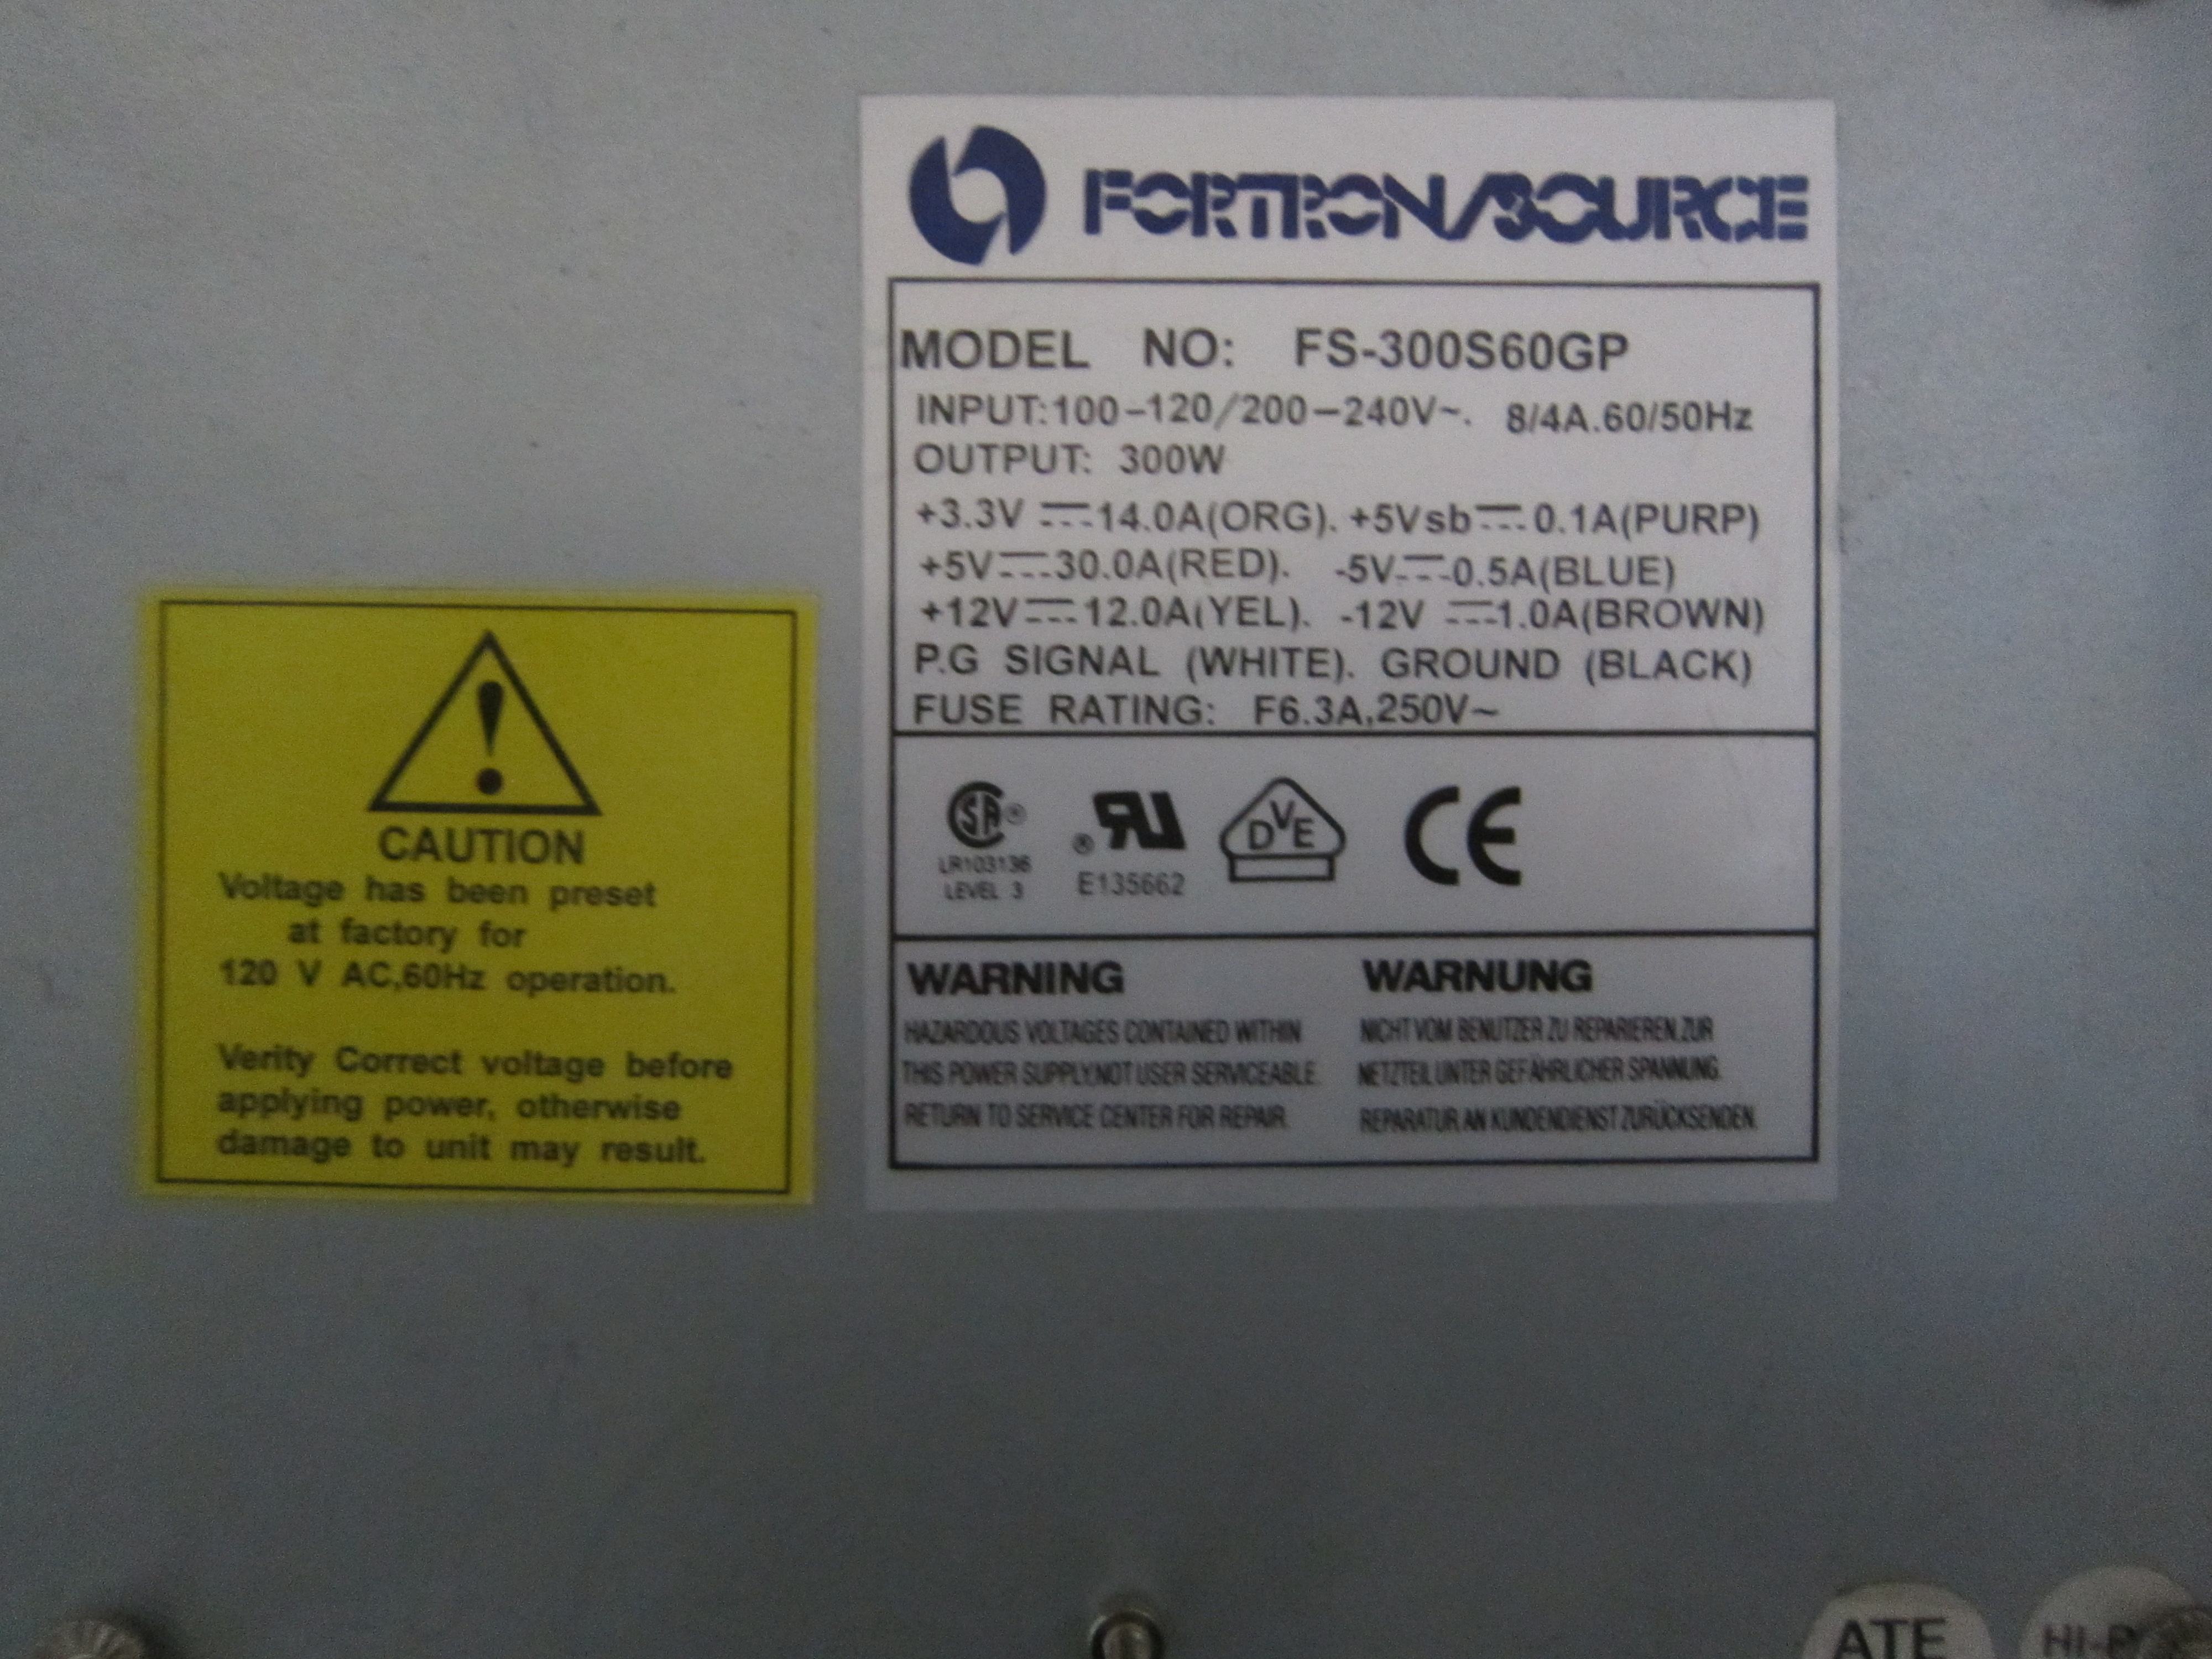 FORTRON/SOURCE
MODEL NO: FS-300S60GP
INPUT:100-120/200-240V~. 8/4A.60/50Hz
OUTPUT: 300W
+3.3V ⎓14.0A(ORG). +5Vsb⎓0.1A(PURP)
+5V⎓30.0A(RED). -5V⎓0.5A(BLUE)
+12V⎓12.0A(YEL). -12V ⎓1.0A(BROWN)
P.G SIGNAL (WHITE). GROUND (BLACK)
FUSE RATING: F6.3A,250V~
SA ®
LR103136
LEVEL 3
® RU
E135662
DVE
CE
WARNING
HAZARDOUS VOLTAGES CONTAINED WITHIN
THIS POWER SUPPLY,NOT USER SERVICEABLE.
RETURN TO SERVICE CENTER FOR REPAIR.
WARNUNG
NICHT VOM BENUTZER ZU REPARIEREN.ZUR
NETZTEIL UNTER GEFÄHRLICHER SPANNUNG.
REPARATUR AN KUNDENDIENST ZURÜCKSENDEN.
!
CAUTION
Voltage has been preset
at factory for
120 V AC,60Hz operation.
Verity Correct voltage before
applying power, otherwise
damage to unit may result.
ATE